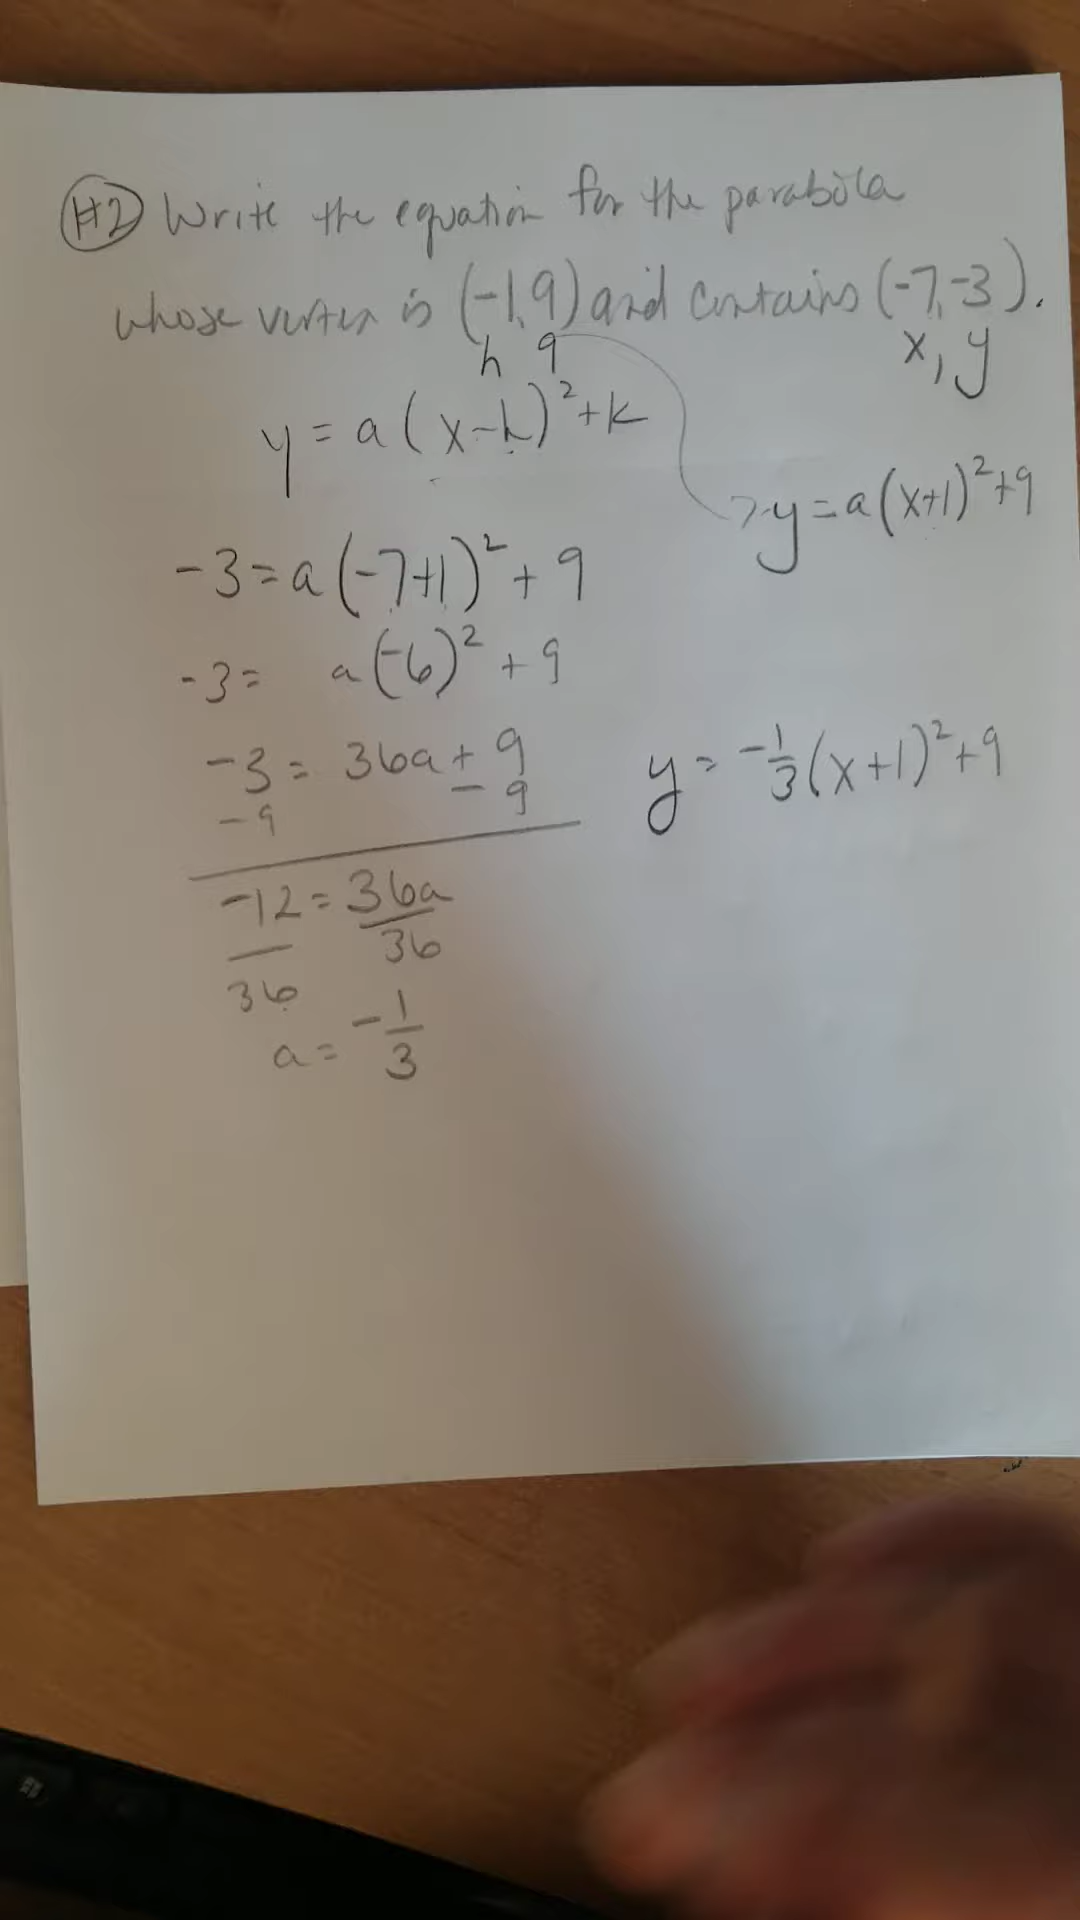 #2 Write the equation for the parabola
whose vertex is (-1,9) and contains (-7,-3).
h 9 x, y
y = a(x-h)²+k
>y=a(x+1)²+9
-3=a(-7+1)²+9
-3= a(-6)²+9
-3= 36a+9
-9 -9
-12=36a
36 36
a= -1/3
y= -1/3(x+1)²+9